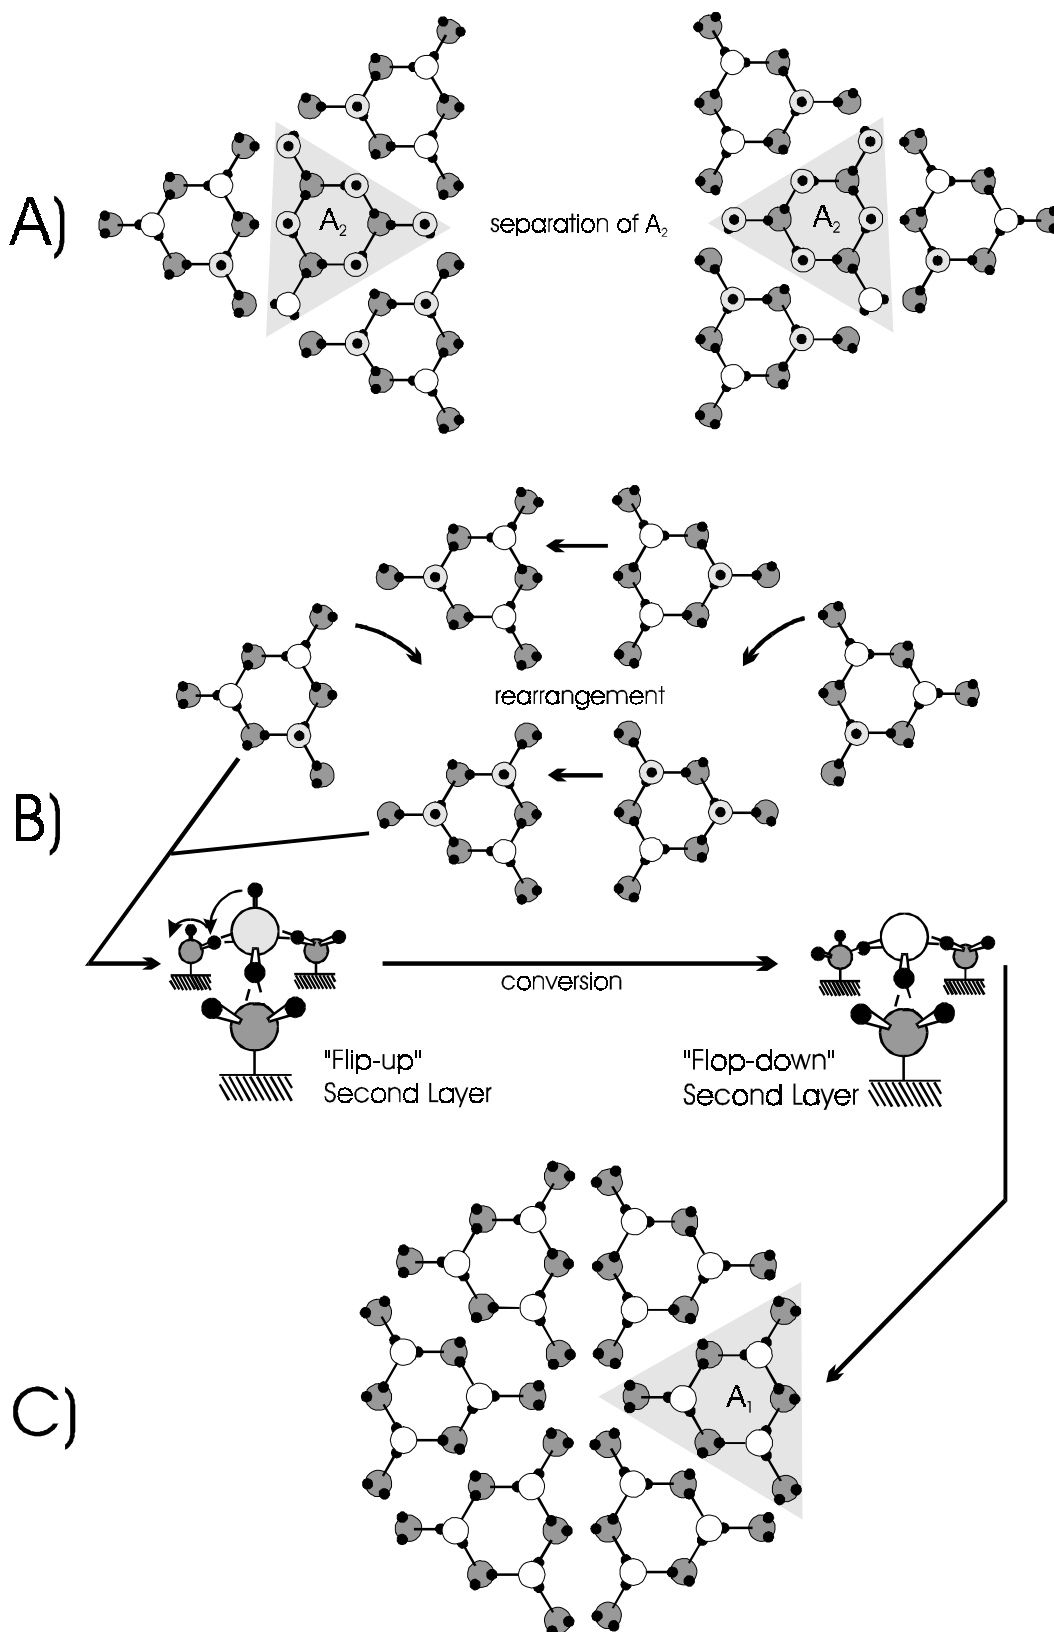 A)
A₂
separation of A₂
A₂
rearrangement
B)
conversion
"Flip-up"
Second Layer
"Flop-down"
Second Layer
C)
A₁